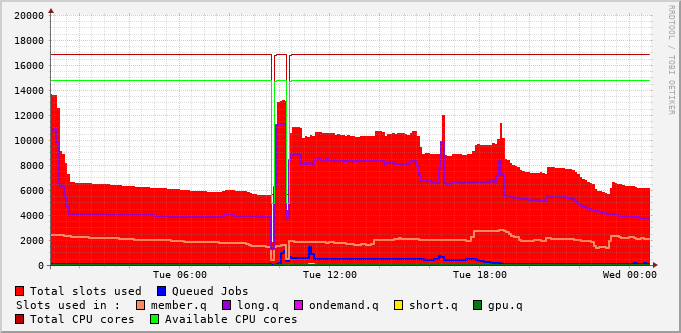 20000
18000
16000
14000
12000
10000
8000
6000
4000
2000
0
Tue 06:00 Tue 12:00 Tue 18:00 Wed 00:00
RRDTOOL / TOBI OETIKER
Total slots used Queued Jobs
Slots used in : member.q long.q ondemand.q short.q gpu.q
Total CPU cores Available CPU cores